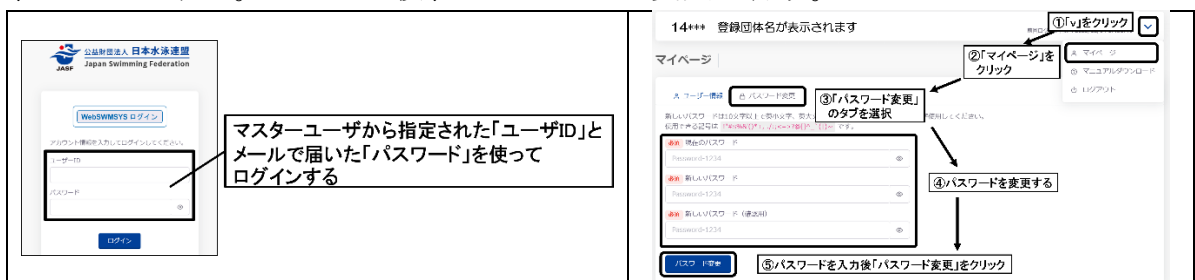 公益財団法人 日本水泳連盟
Japan Swimming Federation
JASF
WebSWMSYS ログイン
アカウント情報を入力してログインしてください。
ユーザーID
パスワード
ログイン
マスターユーザから指定された「ユーザID」と
メールで届いた「パスワード」を使って
ログインする
14*** 登録団体名が表示されます
①「v」をクリック
マイページ
②「マイページ」を
クリック
マイページ
マニュアルダウンロード
ログアウト
ユーザー情報
パスワード変更
③「パスワード変更」
のタブを選択
必須 現在のパスワード
Password-1234
必須 新しいパスワード
Password-1234
必須 新しいパスワード(確認用)
Password-1234
④パスワードを変更する
パスワード変更
⑤パスワードを入力後「パスワード変更」をクリック